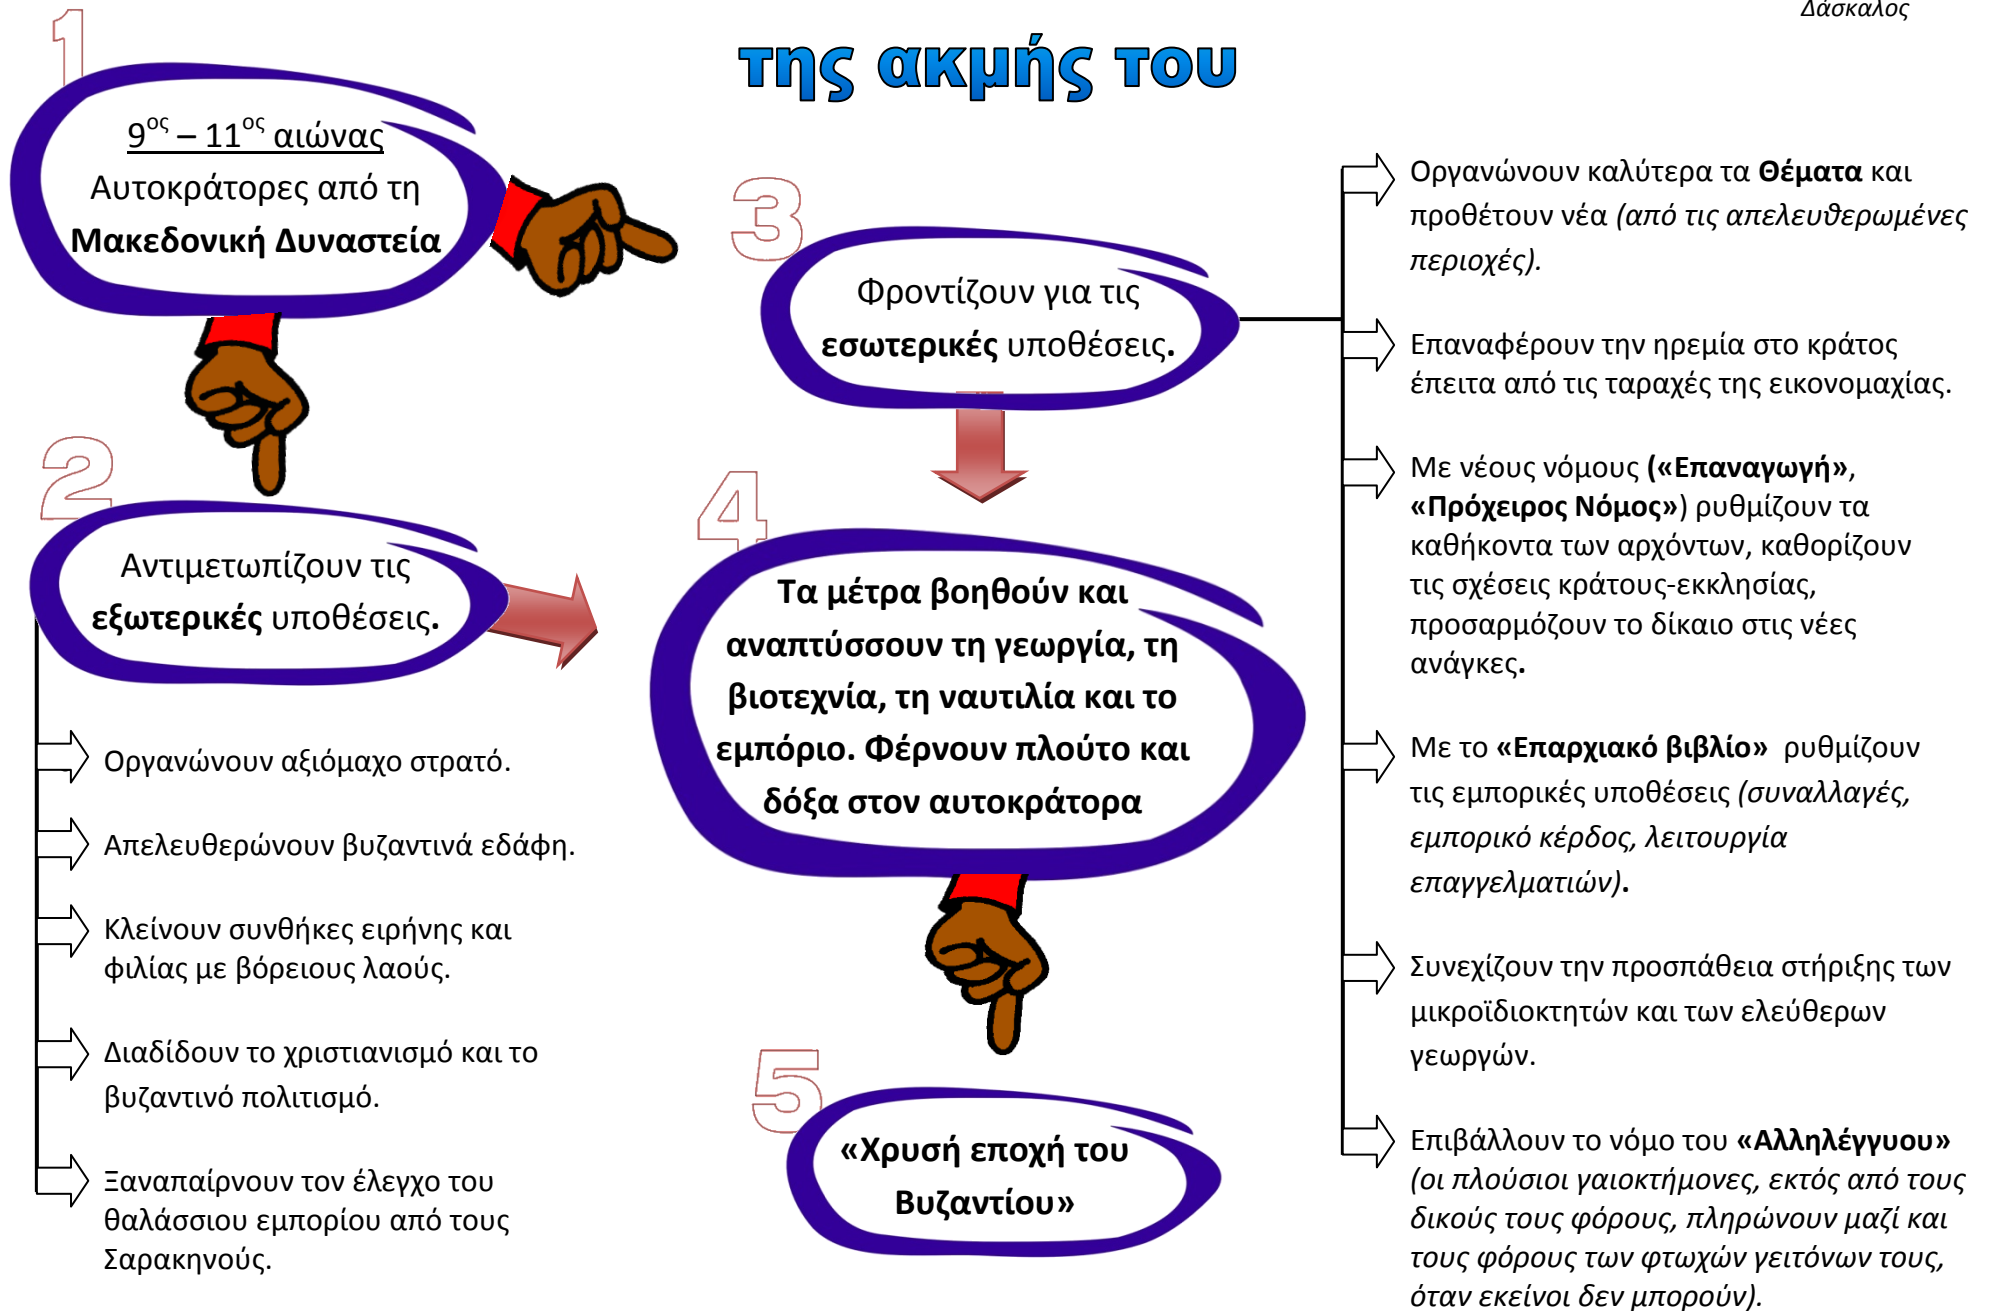 Δάσκαλος
της ακμής του
1
9ος – 11ος αιώνας
Αυτοκράτορες από τη
Μακεδονική Δυναστεία
2
Αντιμετωπίζουν τις
εξωτερικές υποθέσεις.
Οργανώνουν αξιόμαχο στρατό.
Απελευθερώνουν βυζαντινά εδάφη.
Κλείνουν συνθήκες ειρήνης και
φιλίας με βόρειους λαούς.
Διαδίδουν το χριστιανισμό και το
βυζαντινό πολιτισμό.
Ξαναπαίρνουν τον έλεγχο του
θαλάσσιου εμπορίου από τους
Σαρακηνούς.
3
Φροντίζουν για τις
εσωτερικές υποθέσεις.
Οργανώνουν καλύτερα τα Θέματα και
προθέτουν νέα (από τις απελευθερωμένες
περιοχές).
Επαναφέρουν την ηρεμία στο κράτος
έπειτα από τις ταραχές της εικονομαχίας.
Με νέους νόμους («Επαναγωγή»,
«Πρόχειρος Νόμος») ρυθμίζουν τα
καθήκοντα των αρχόντων, καθορίζουν
τις σχέσεις κράτους-εκκλησίας,
προσαρμόζουν το δίκαιο στις νέες
ανάγκες.
Με το «Επαρχιακό βιβλίο» ρυθμίζουν
τις εμπορικές υποθέσεις (συναλλαγές,
εμπορικό κέρδος, λειτουργία
επαγγελματιών).
Συνεχίζουν την προσπάθεια στήριξης των
μικροϊδιοκτητών και των ελεύθερων
γεωργών.
Επιβάλλουν το νόμο του «Αλληλέγγυου»
(οι πλούσιοι γαιοκτήμονες, εκτός από τους
δικούς τους φόρους, πληρώνουν μαζί και
τους φόρους των φτωχών γειτόνων τους,
όταν εκείνοι δεν μπορούν).
4
Τα μέτρα βοηθούν και
αναπτύσσουν τη γεωργία, τη
βιοτεχνία, τη ναυτιλία και το
εμπόριο. Φέρνουν πλούτο και
δόξα στον αυτοκράτορα
5
«Χρυσή εποχή του
Βυζαντίου»